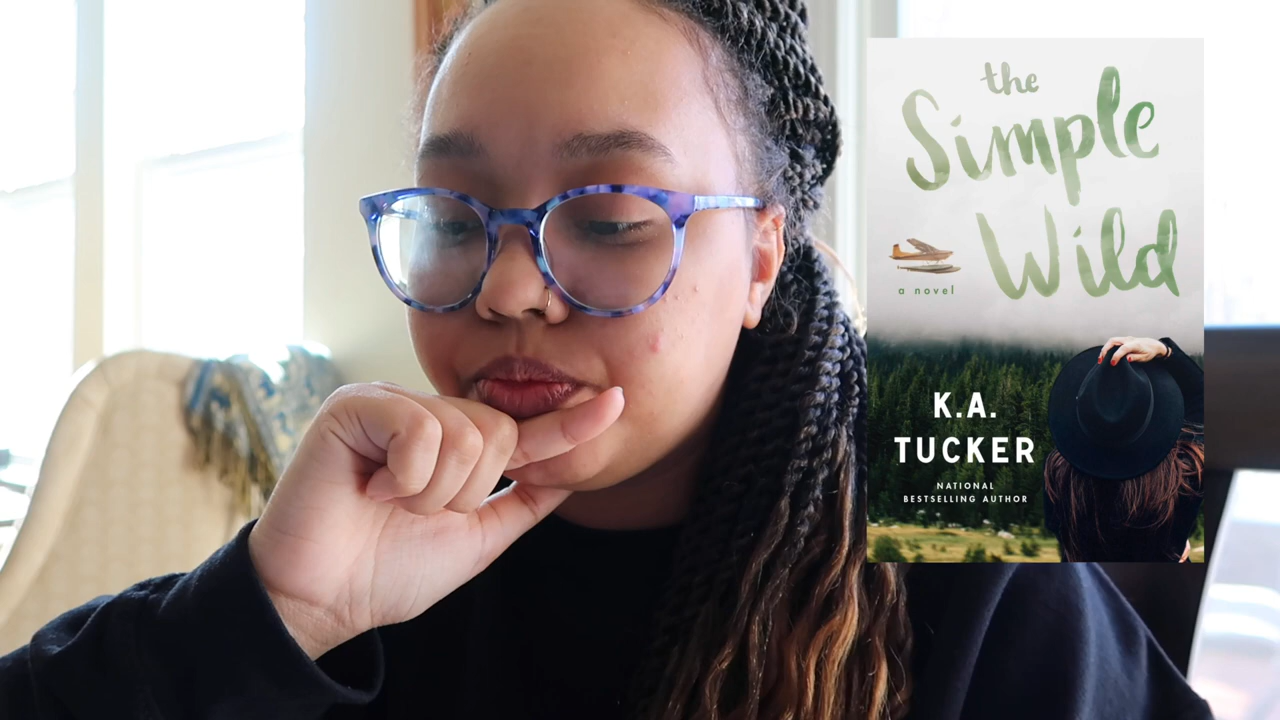 the
Simple
Wild
a novel
K.A.
TUCKER
NATIONAL
BESTSELLING AUTHOR